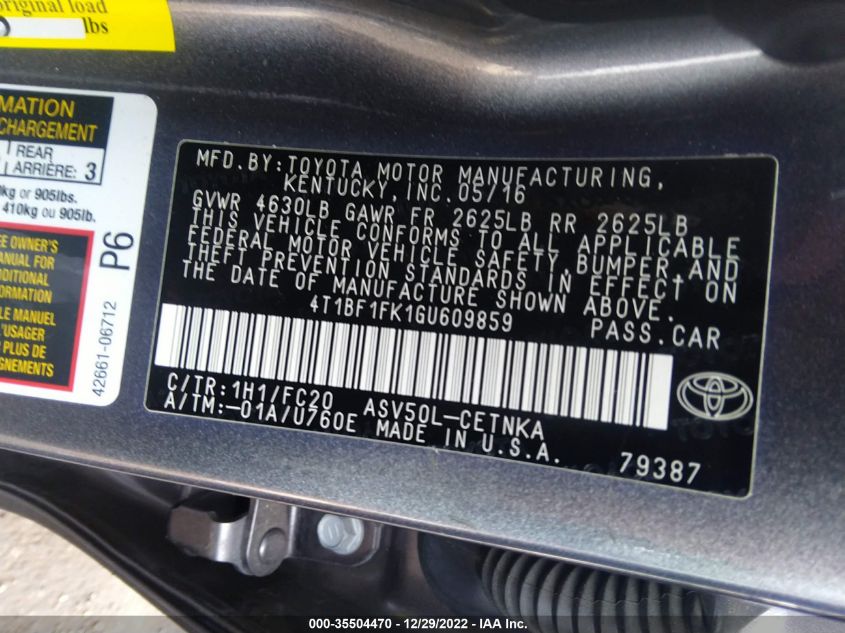 original load
lbs
MATION
CHARGEMENT
REAR
ARRIÈRE: 3
kg or 905lbs.
410kg ou 905lb.
EE OWNER'S
MANUAL FOR
DDITIONAL
FORMATION
LE MANUEL
L'USAGER
PLUS DE
IGNEMENTS
P6
42661-06712
MFD.BY:TOYOTA MOTOR MANUFACTURING,
KENTUCKY, INC. 05/16
GVWR 4630LB GAWR FR 2625LB RR 2625LB
THIS VEHICLE CONFORMS TO ALL APPLICABLE
FEDERAL MOTOR VEHICLE SAFETY, BUMPER, AND
THEFT PREVENTION STANDARDS IN EFFECT ON
THE DATE OF MANUFACTURE SHOWN ABOVE.
4T1BF1FK1GU609859 PASS.CAR
C/TR:1H1/FC20 ASV50L-CETNKA
A/TM:-01A/U760E MADE IN U.S.A.
79387
000-35504470 - 12/29/2022 - IAA Inc.